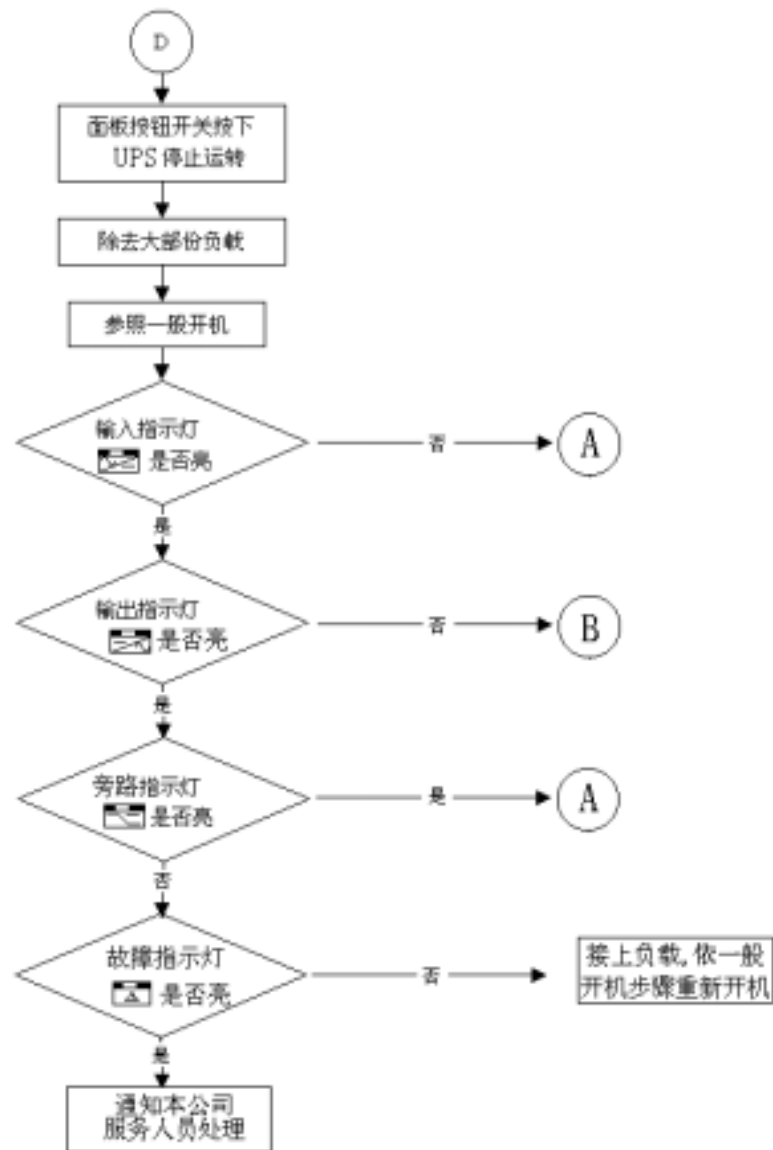 D
面板按钮开关按下
UPS 停止运转
除去大部份负载
参照一般开机
输入指示灯
是否亮
否
A
是
输出指示灯
是否亮
否
B
是
旁路指示灯
是否亮
是
A
否
故障指示灯
是否亮
否
接上负载,依一般
开机步骤重新开机
是
通知本公司
服务人员处理